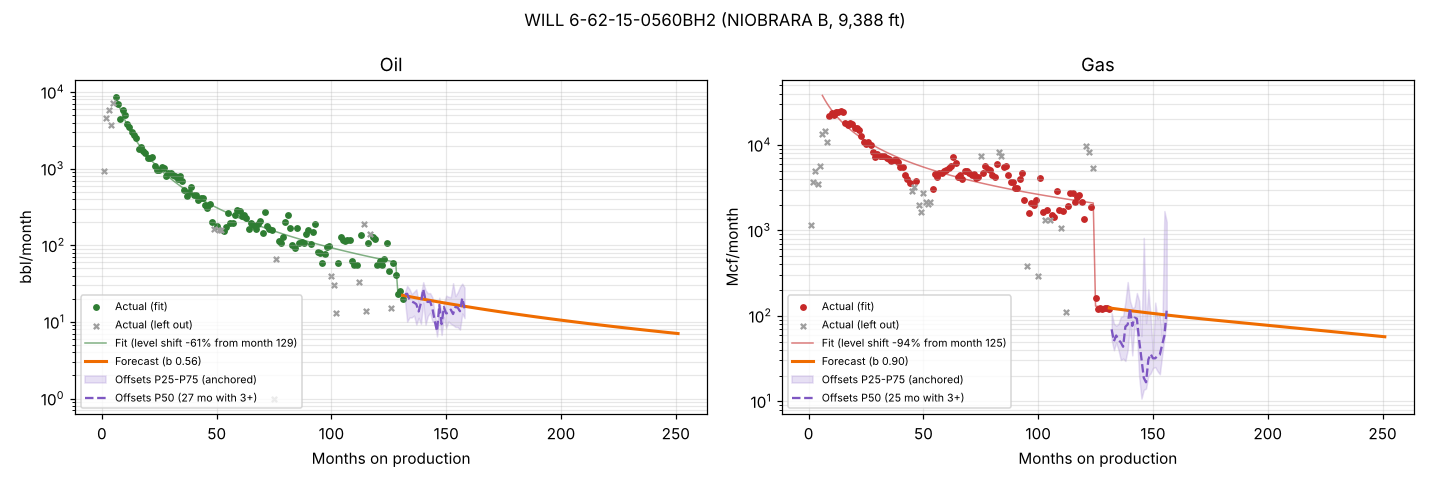 WILL 6-62-15-0560BH2 (NIOBRARA B, 9,388 ft)
Oil
bbl/month
10⁴
10³
10²
10¹
10⁰
Actual (fit)
Actual (left out)
Fit (level shift -61% from month 129)
Forecast (b 0.56)
Offsets P25-P75 (anchored)
Offsets P50 (27 mo with 3+)
0 50 100 150 200 250
Months on production
Gas
Mcf/month
10⁴
10³
10²
10¹
Actual (fit)
Actual (left out)
Fit (level shift -94% from month 125)
Forecast (b 0.90)
Offsets P25-P75 (anchored)
Offsets P50 (25 mo with 3+)
0 50 100 150 200 250
Months on production